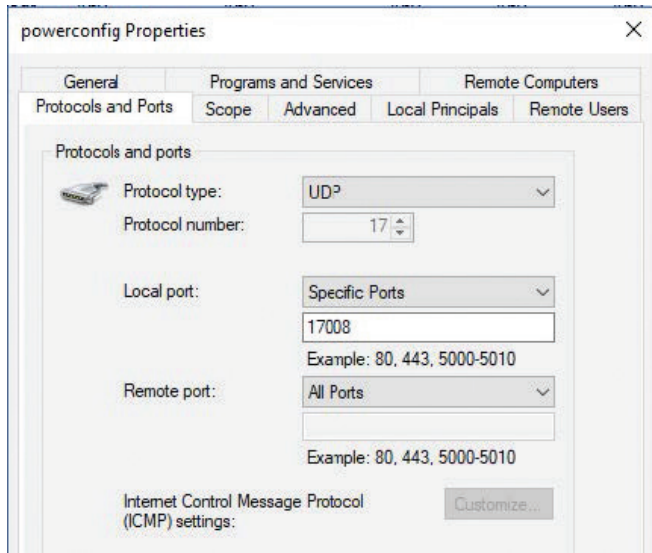 powerconfig Properties
General Programs and Services Remote Computers
Protocols and Ports Scope Advanced Local Principals Remote Users
Protocols and ports
Protocol type: UDP
Protocol number: 17
Local port: Specific Ports
17008
Example: 80, 443, 5000-5010
Remote port: All Ports
Example: 80, 443, 5000-5010
Internet Control Message Protocol
(ICMP) settings: Customize...